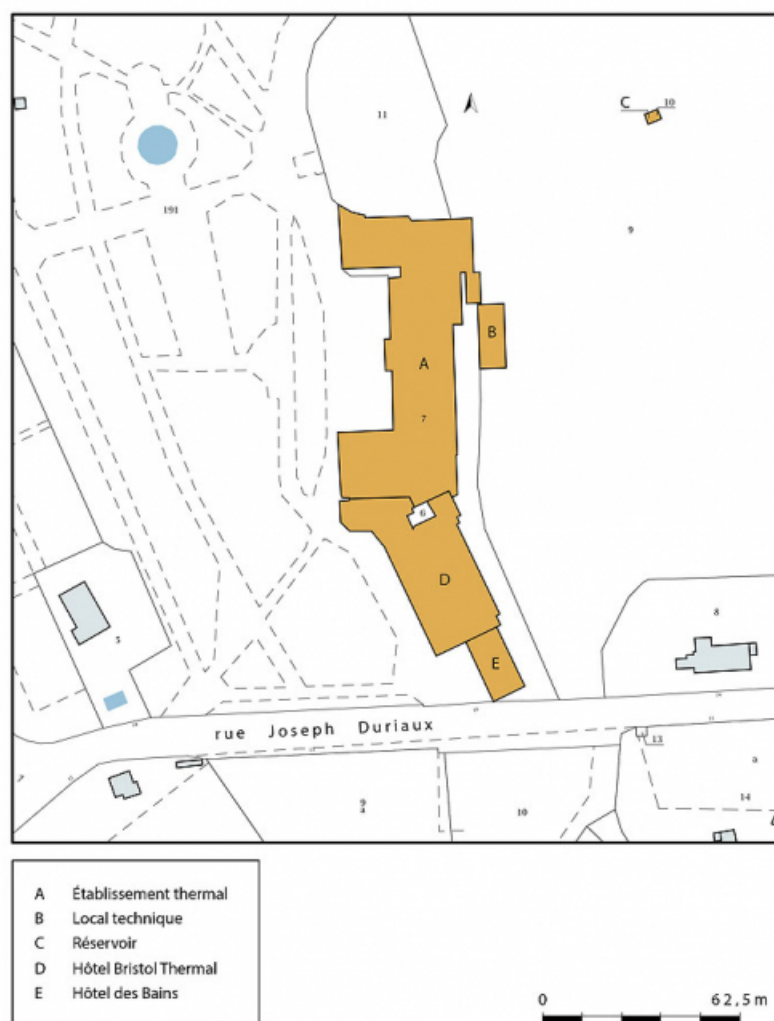 11
C 10
191
9
B
A
7
6
D
8
5
E
rue Joseph Duriaux
13
9
a
10
a
14
A Établissement thermal
B Local technique
C Réservoir
D Hôtel Bristol Thermal
E Hôtel des Bains
0 62,5 m